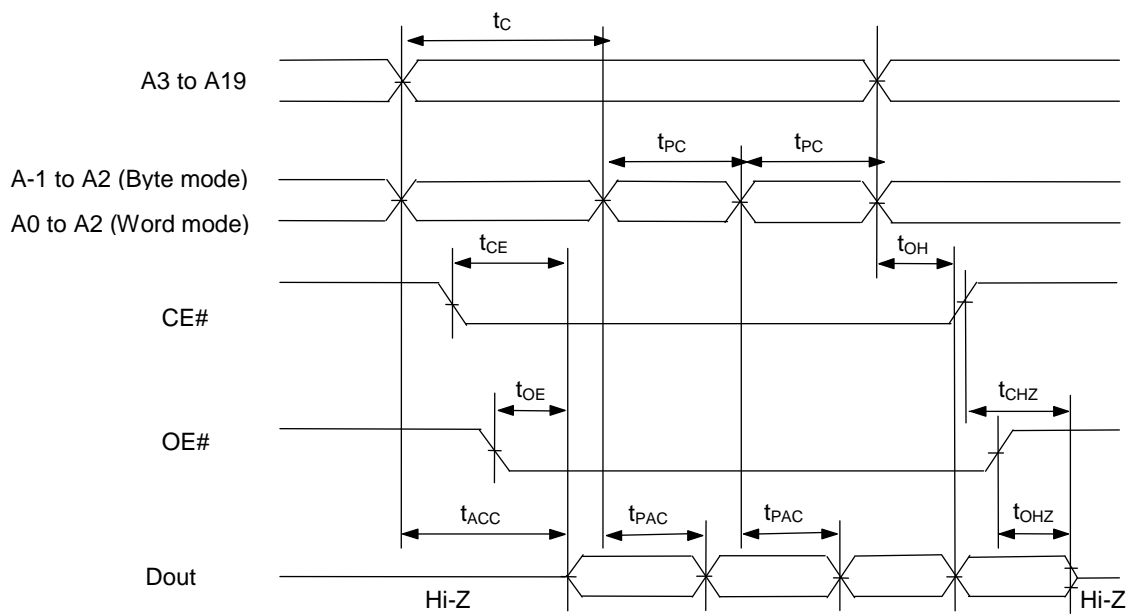 tC
A3 to A19
tPC tPC
A-1 to A2 (Byte mode)
A0 to A2 (Word mode)
tCE
tOH
CE#
tOE
tCHZ
OE#
tACC
tPAC
tPAC
tOHZ
Dout
Hi-Z
Hi-Z